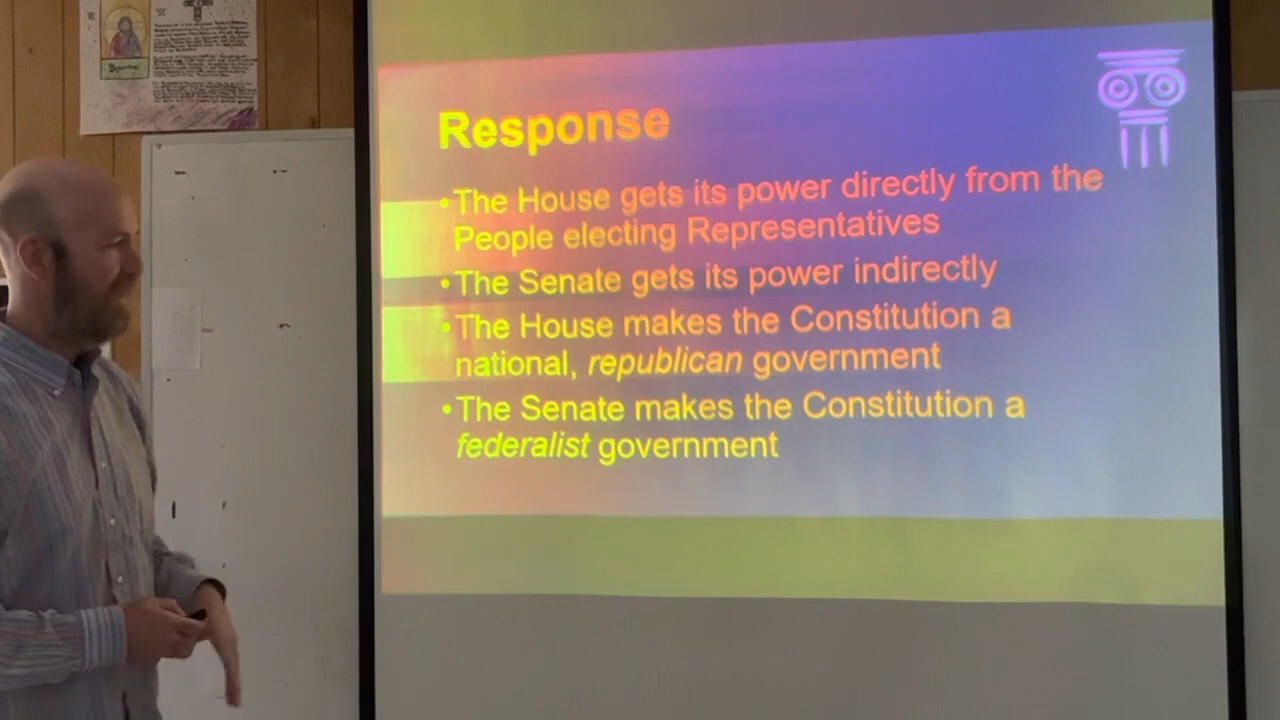 Response
•The House gets its power directly from the
People electing Representatives
•The Senate gets its power indirectly
•The House makes the Constitution a
national, republican government
•The Senate makes the Constitution a
federalist government